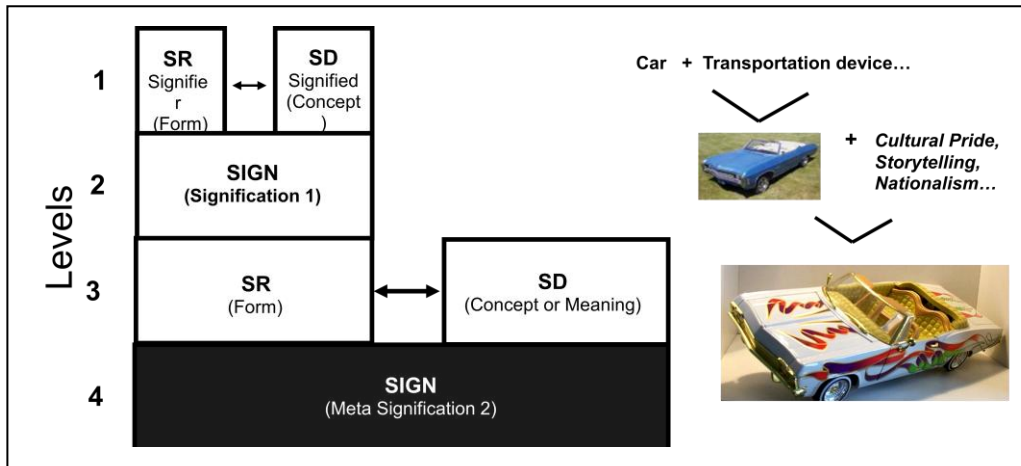 Levels
1
SR
Signifie
r
(Form)
SD
Signified
(Concept
)
2
SIGN
(Signification 1)
3
SR
(Form)
SD
(Concept or Meaning)
4
SIGN
(Meta Signification 2)
Car + Transportation device…
+ Cultural Pride,
Storytelling,
Nationalism…